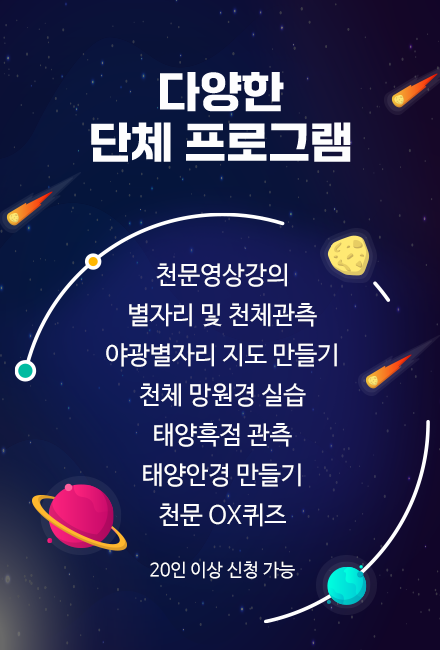 다양한
단체 프로그램
천문영상강의
별자리 및 천체관측
야광별자리 지도 만들기
천체 망원경 실습
태양흑점 관측
태양안경 만들기
천문 OX퀴즈
20인 이상 신청 가능